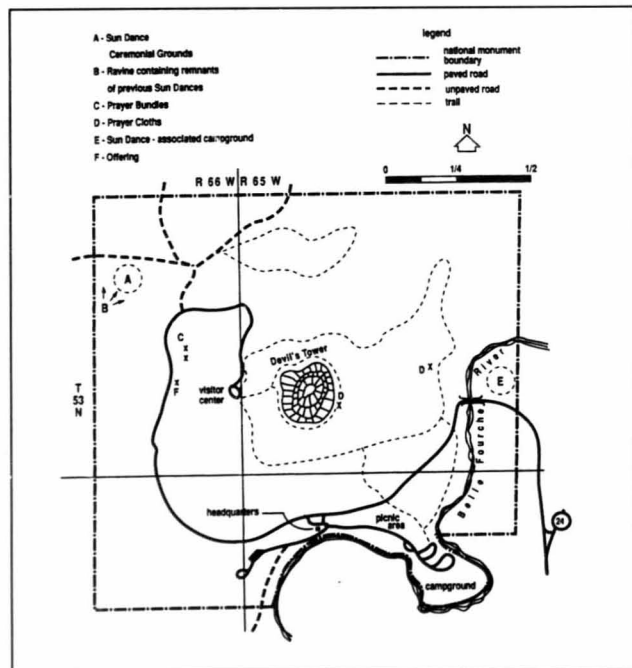 A - Sun Dance
Ceremonial Grounds
B - Ravine containing remnants
of previous Sun Dances
C - Prayer Bundles
D - Prayer Cloths
E - Sun Dance - associated campground
F - Offering
legend
national monument
boundary
paved road
unpaved road
trail
N
0 1/4 1/2
R 66 W R 65 W
A
B
C
x
x
x
F
T
53
N
visitor
center
Devil's Tower
D
x
D x
River
E
Belle Fourche
headquarters
picnic
area
campground
24